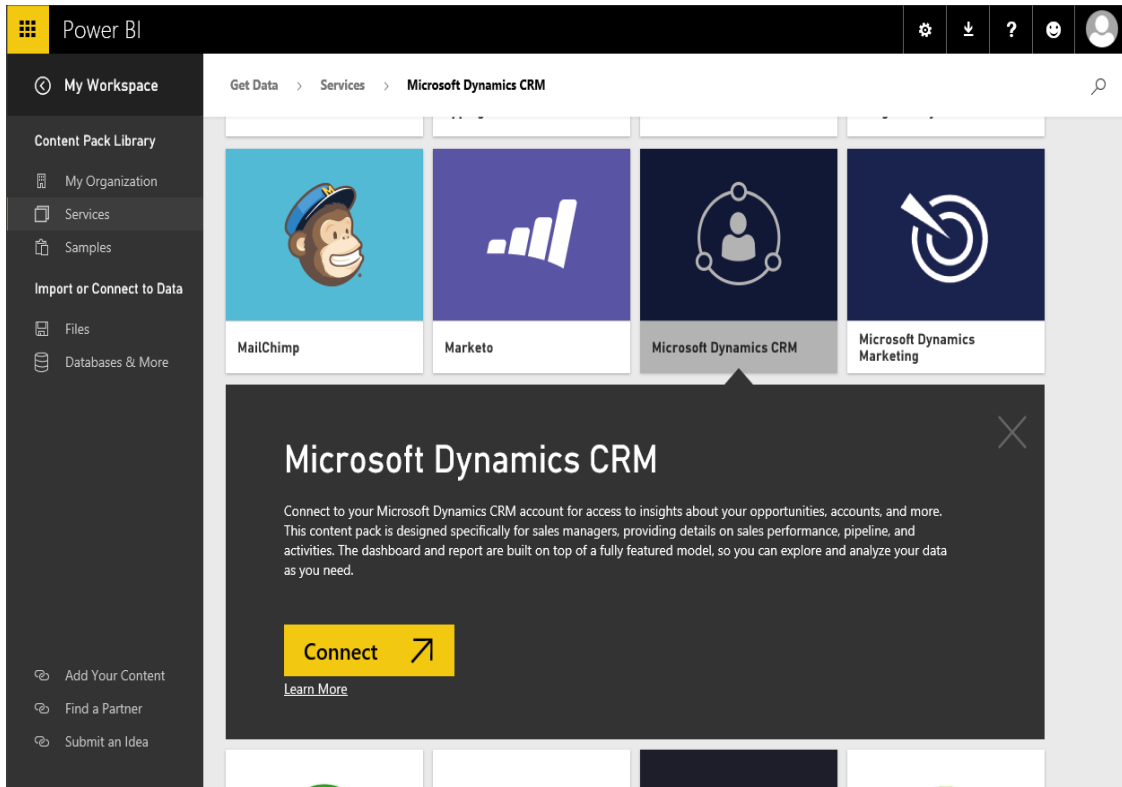 Power BI
?
My Workspace
Get Data > Services > Microsoft Dynamics CRM
Content Pack Library
My Organization
Services
Samples
Import or Connect to Data
Files
Databases & More
MailChimp
Marketo
Microsoft Dynamics CRM
Microsoft Dynamics
Marketing
Microsoft Dynamics CRM
Connect to your Microsoft Dynamics CRM account for access to insights about your opportunities, accounts, and more.
This content pack is designed specifically for sales managers, providing details on sales performance, pipeline, and
activities. The dashboard and report are built on top of a fully featured model, so you can explore and analyze your data
as you need.
Connect
Learn More
Add Your Content
Find a Partner
Submit an Idea